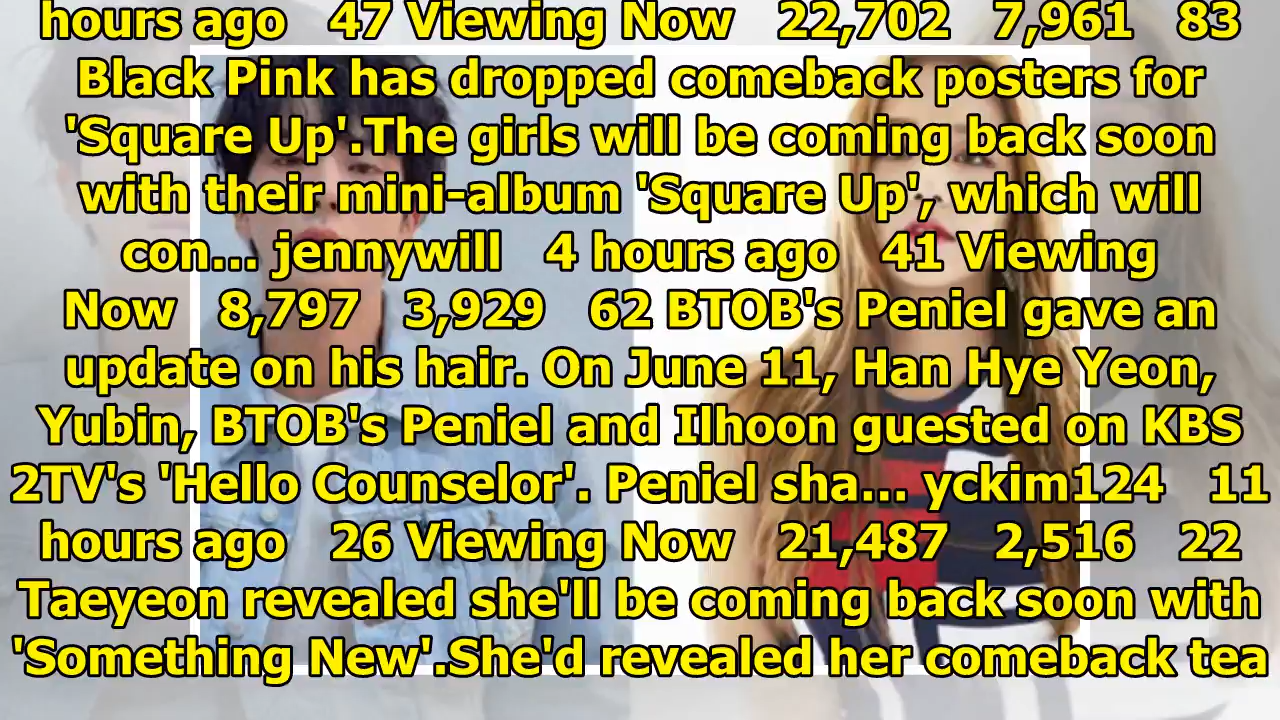 hours ago 47 Viewing Now 22,702 7,961 83
Black Pink has dropped comeback posters for
'Square Up'.The girls will be coming back soon
with their mini-album 'Square Up', which will
con... jennywill 4 hours ago 41 Viewing
Now 8,797 3,929 62 BTOB's Peniel gave an
update on his hair. On June 11, Han Hye Yeon,
Yubin, BTOB's Peniel and Ilhoon guested on KBS
2TV's 'Hello Counselor'. Peniel sha... yckim124 11
hours ago 26 Viewing Now 21,487 2,516 22
Taeyeon revealed she'll be coming back soon with
'Something New'.She'd revealed her comeback tea